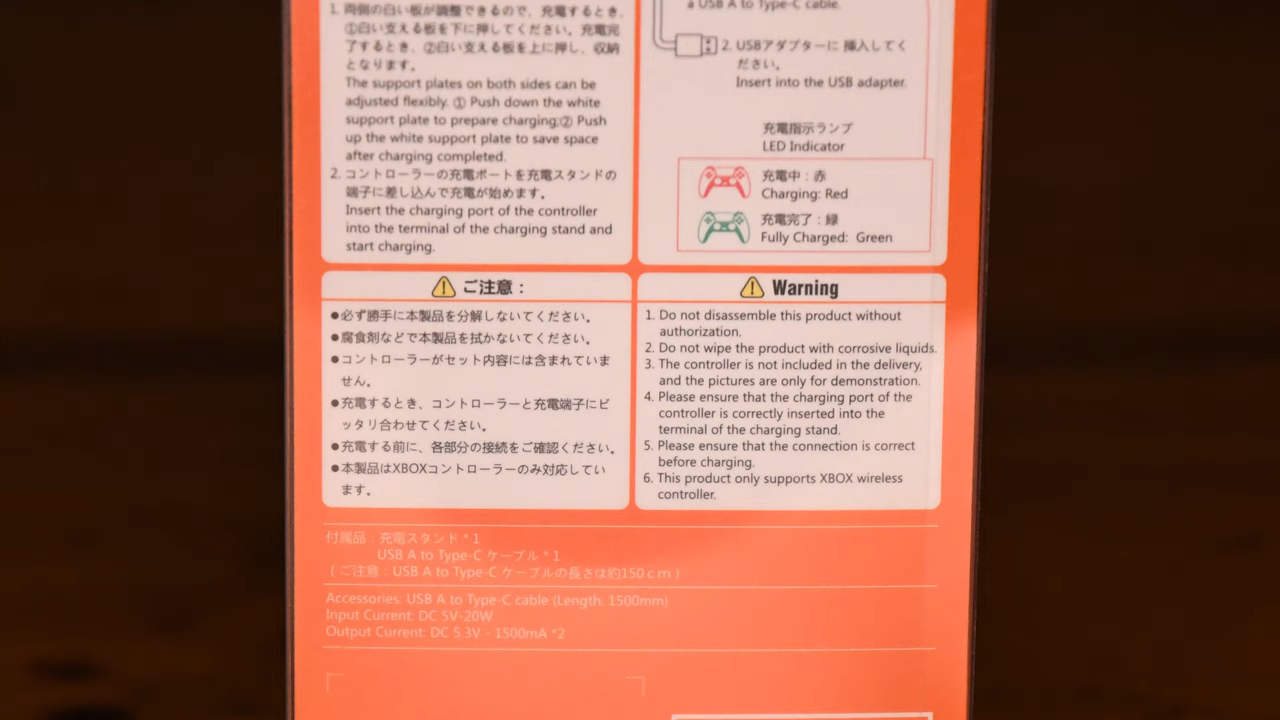 1. 両側の白い板が調整できるので、充電するとき、
①白い支える板を下に押してください。充電完
了するとき、②白い支える板を上に押し、収納
となります。
The support plates on both sides can be
adjusted flexibly. ① Push down the white
support plate to prepare charging;② Push
up the white support plate to save space
after charging completed.
2. コントローラーの充電ポートを充電スタンドの
端子に差し込んで充電が始めます。
Insert the charging port of the controller
into the terminal of the charging stand and
start charging.
a USB A to Type-C cable.
2. USBアダプターに 挿入してく
ださい。
Insert into the USB adapter.
充電指示ランプ
LED Indicator
充電中：赤
Charging: Red
充電完了：緑
Fully Charged: Green
ご注意：
●必ず勝手に本製品を分解しないてください。
●腐食剤などで本製品を拭かないてください。
●コントローラーがセット内容には含まれていま
せん。
●充電するとき、コントローラーと充電端子にピ
ッタリ合わせてください。
●充電する前に、各部分の接続をご確認ください。
●本製品はXBOXコントローラーのみ対応してい
ます。
Warning
1. Do not disassemble this product without
authorization.
2. Do not wipe the product with corrosive liquids.
3. The controller is not included in the delivery,
and the pictures are only for demonstration.
4. Please ensure that the charging port of the
controller is correctly inserted into the
terminal of the charging stand.
5. Please ensure that the connection is correct
before charging.
6. This product only supports XBOX wireless
controller.
付属品：充電スタンド * 1
USB A to Type-C ケーブル * 1
( ご注意：USB A to Type-C ケーブルの長さは約150ｃｍ )
Accessories: USB A to Type-C cable (Length: 1500mm)
Input Current: DC 5V-20W
Output Current: DC 5.3V - 1500mA *2